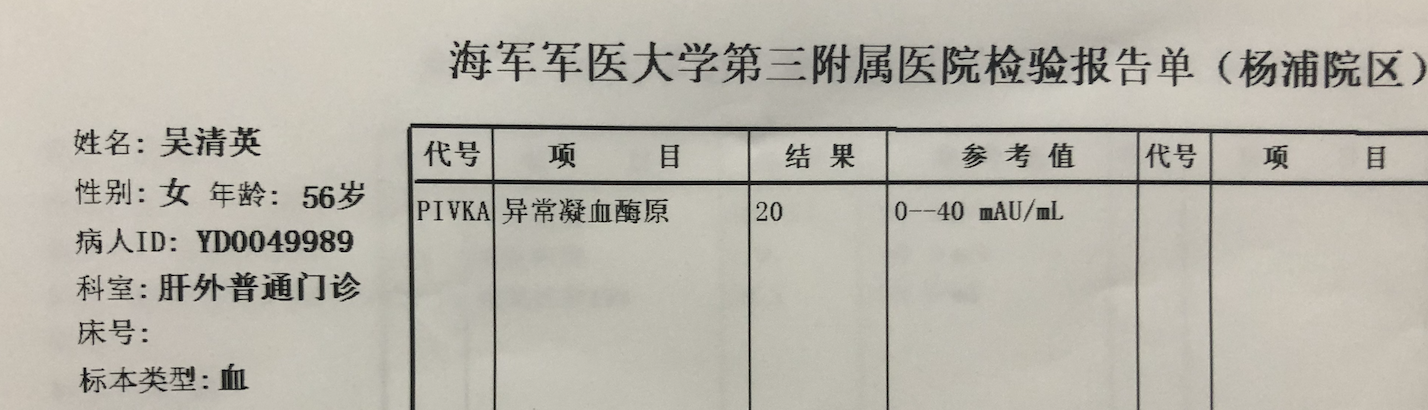 海军军医大学第三附属医院检验报告单（杨浦院区）
姓名: 吴清英
性别: 女 年龄: 56岁
病人ID: YD0049989
科室: 肝外普通门诊
床号:
标本类型: 血
代号 项 目 结 果 参 考 值 代号 项 目
PIVKA 异常凝血酶原 20 0--40 mAU/mL